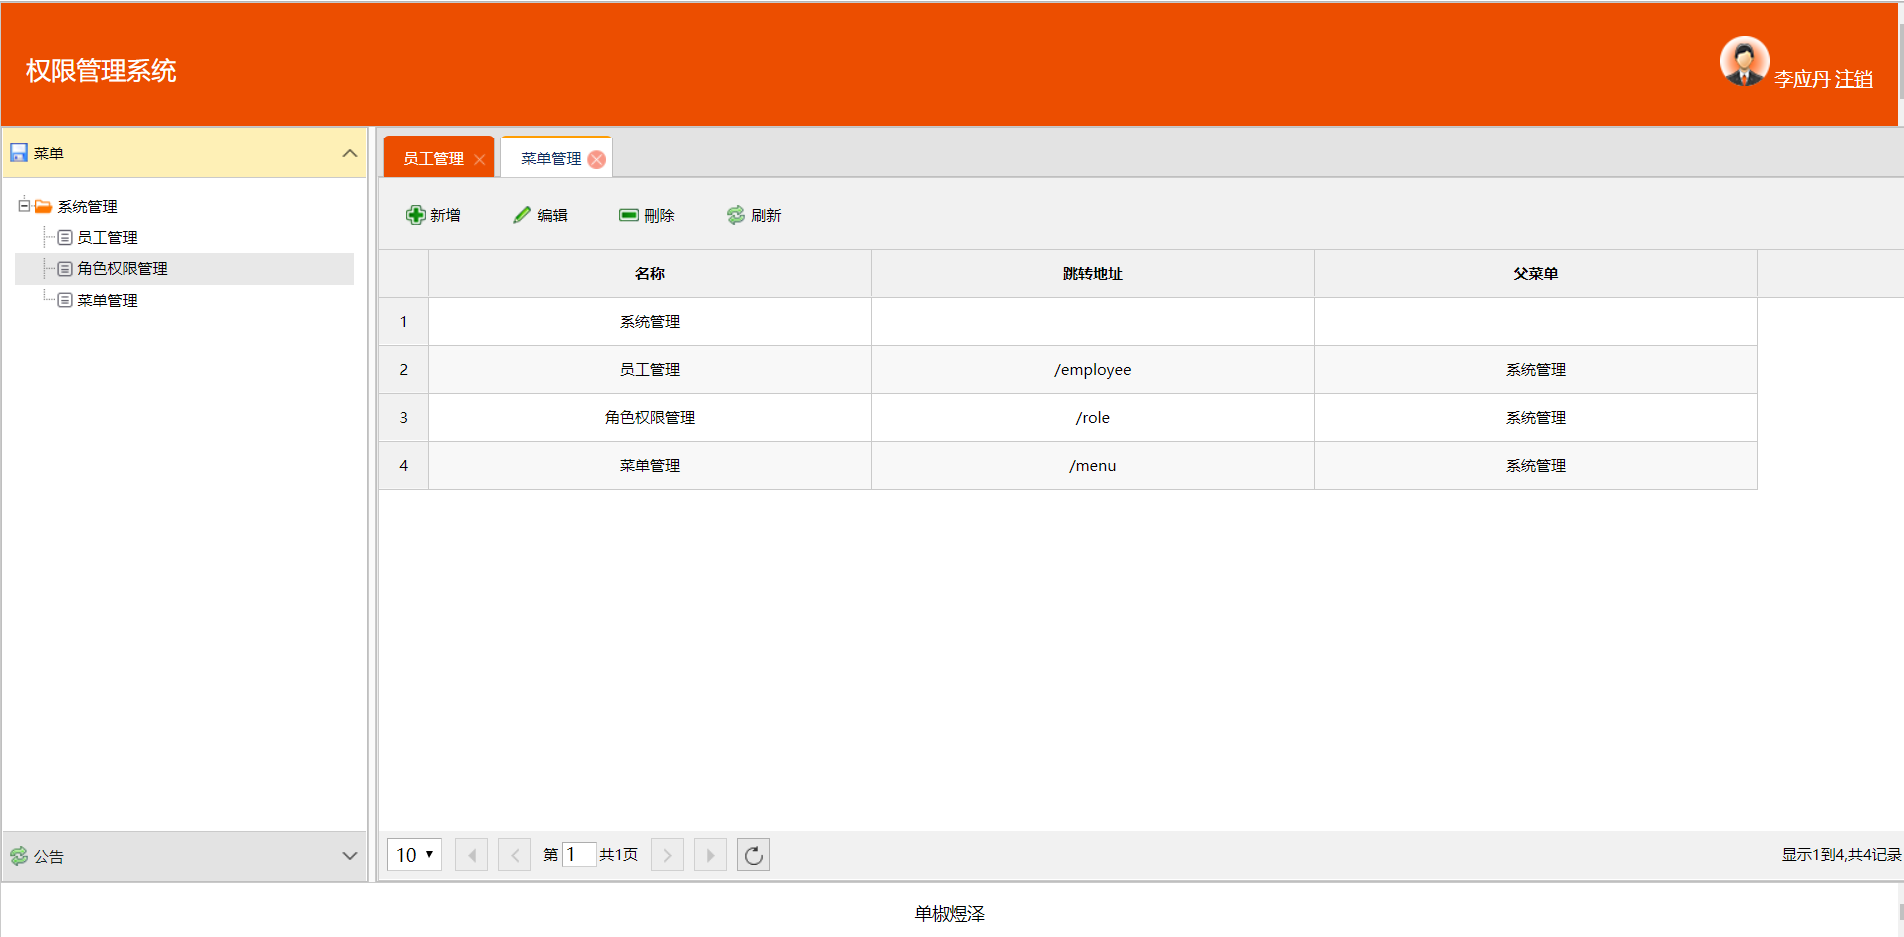 权限管理系统
李应丹 注销
菜单
系统管理
员工管理
角色权限管理
菜单管理
公告
员工管理 菜单管理
新增 编辑 刪除 刷新
名称 跳转地址 父菜单
1 系统管理
2 员工管理 /employee 系统管理
3 角色权限管理 /role 系统管理
4 菜单管理 /menu 系统管理
10 第 1 共1页 显示1到4,共4记录
单椒煜泽